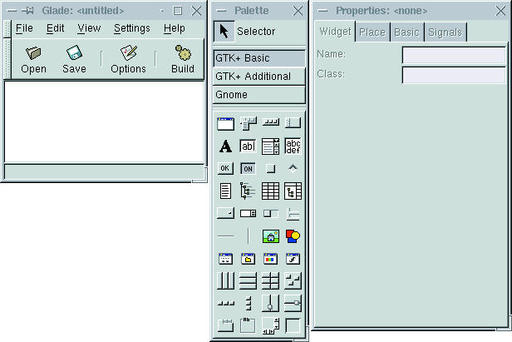 Glade: <untitled>
File Edit View Settings Help
Open Save Options Build
Palette
Selector
GTK+ Basic
GTK+ Additional
Gnome
A ab| abc def
OK ON
Properties: <none>
Widget Place Basic Signals
Name:
Class: